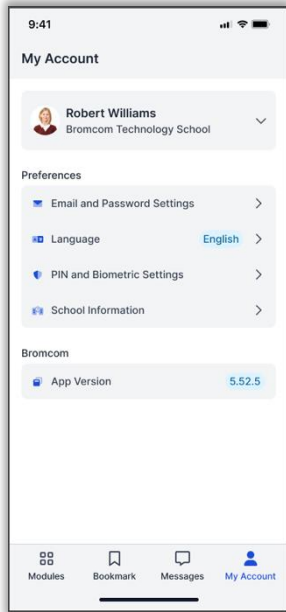 9:41
My Account
Robert Williams
Bromcom Technology School
Preferences
Email and Password Settings
Language English
PIN and Biometric Settings
School Information
Bromcom
App Version 5.52.5
Modules Bookmark Messages My Account